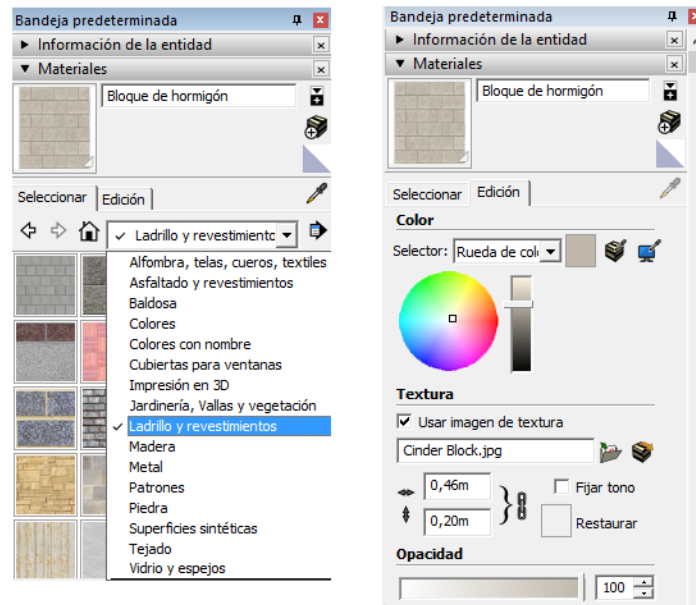 Bandeja predeterminada
Información de la entidad
Materiales
Bloque de hormigón
Seleccionar
Edición
Ladrillo y revestimientc
Alfombra, telas, cueros, textiles
Asfaltado y revestimientos
Baldosa
Colores
Colores con nombre
Cubiertas para ventanas
Impresión en 3D
Jardinería, Vallas y vegetación
Ladrillo y revestimientos
Madera
Metal
Patrones
Piedra
Superficies sintéticas
Tejado
Vidrio y espejos
Bandeja predeterminada
Información de la entidad
Materiales
Bloque de hormigón
Seleccionar
Edición
Color
Selector: Rueda de col
Textura
Usar imagen de textura
Cinder Block.jpg
0,46m
Fijar tono
0,20m
Restaurar
Opacidad
100